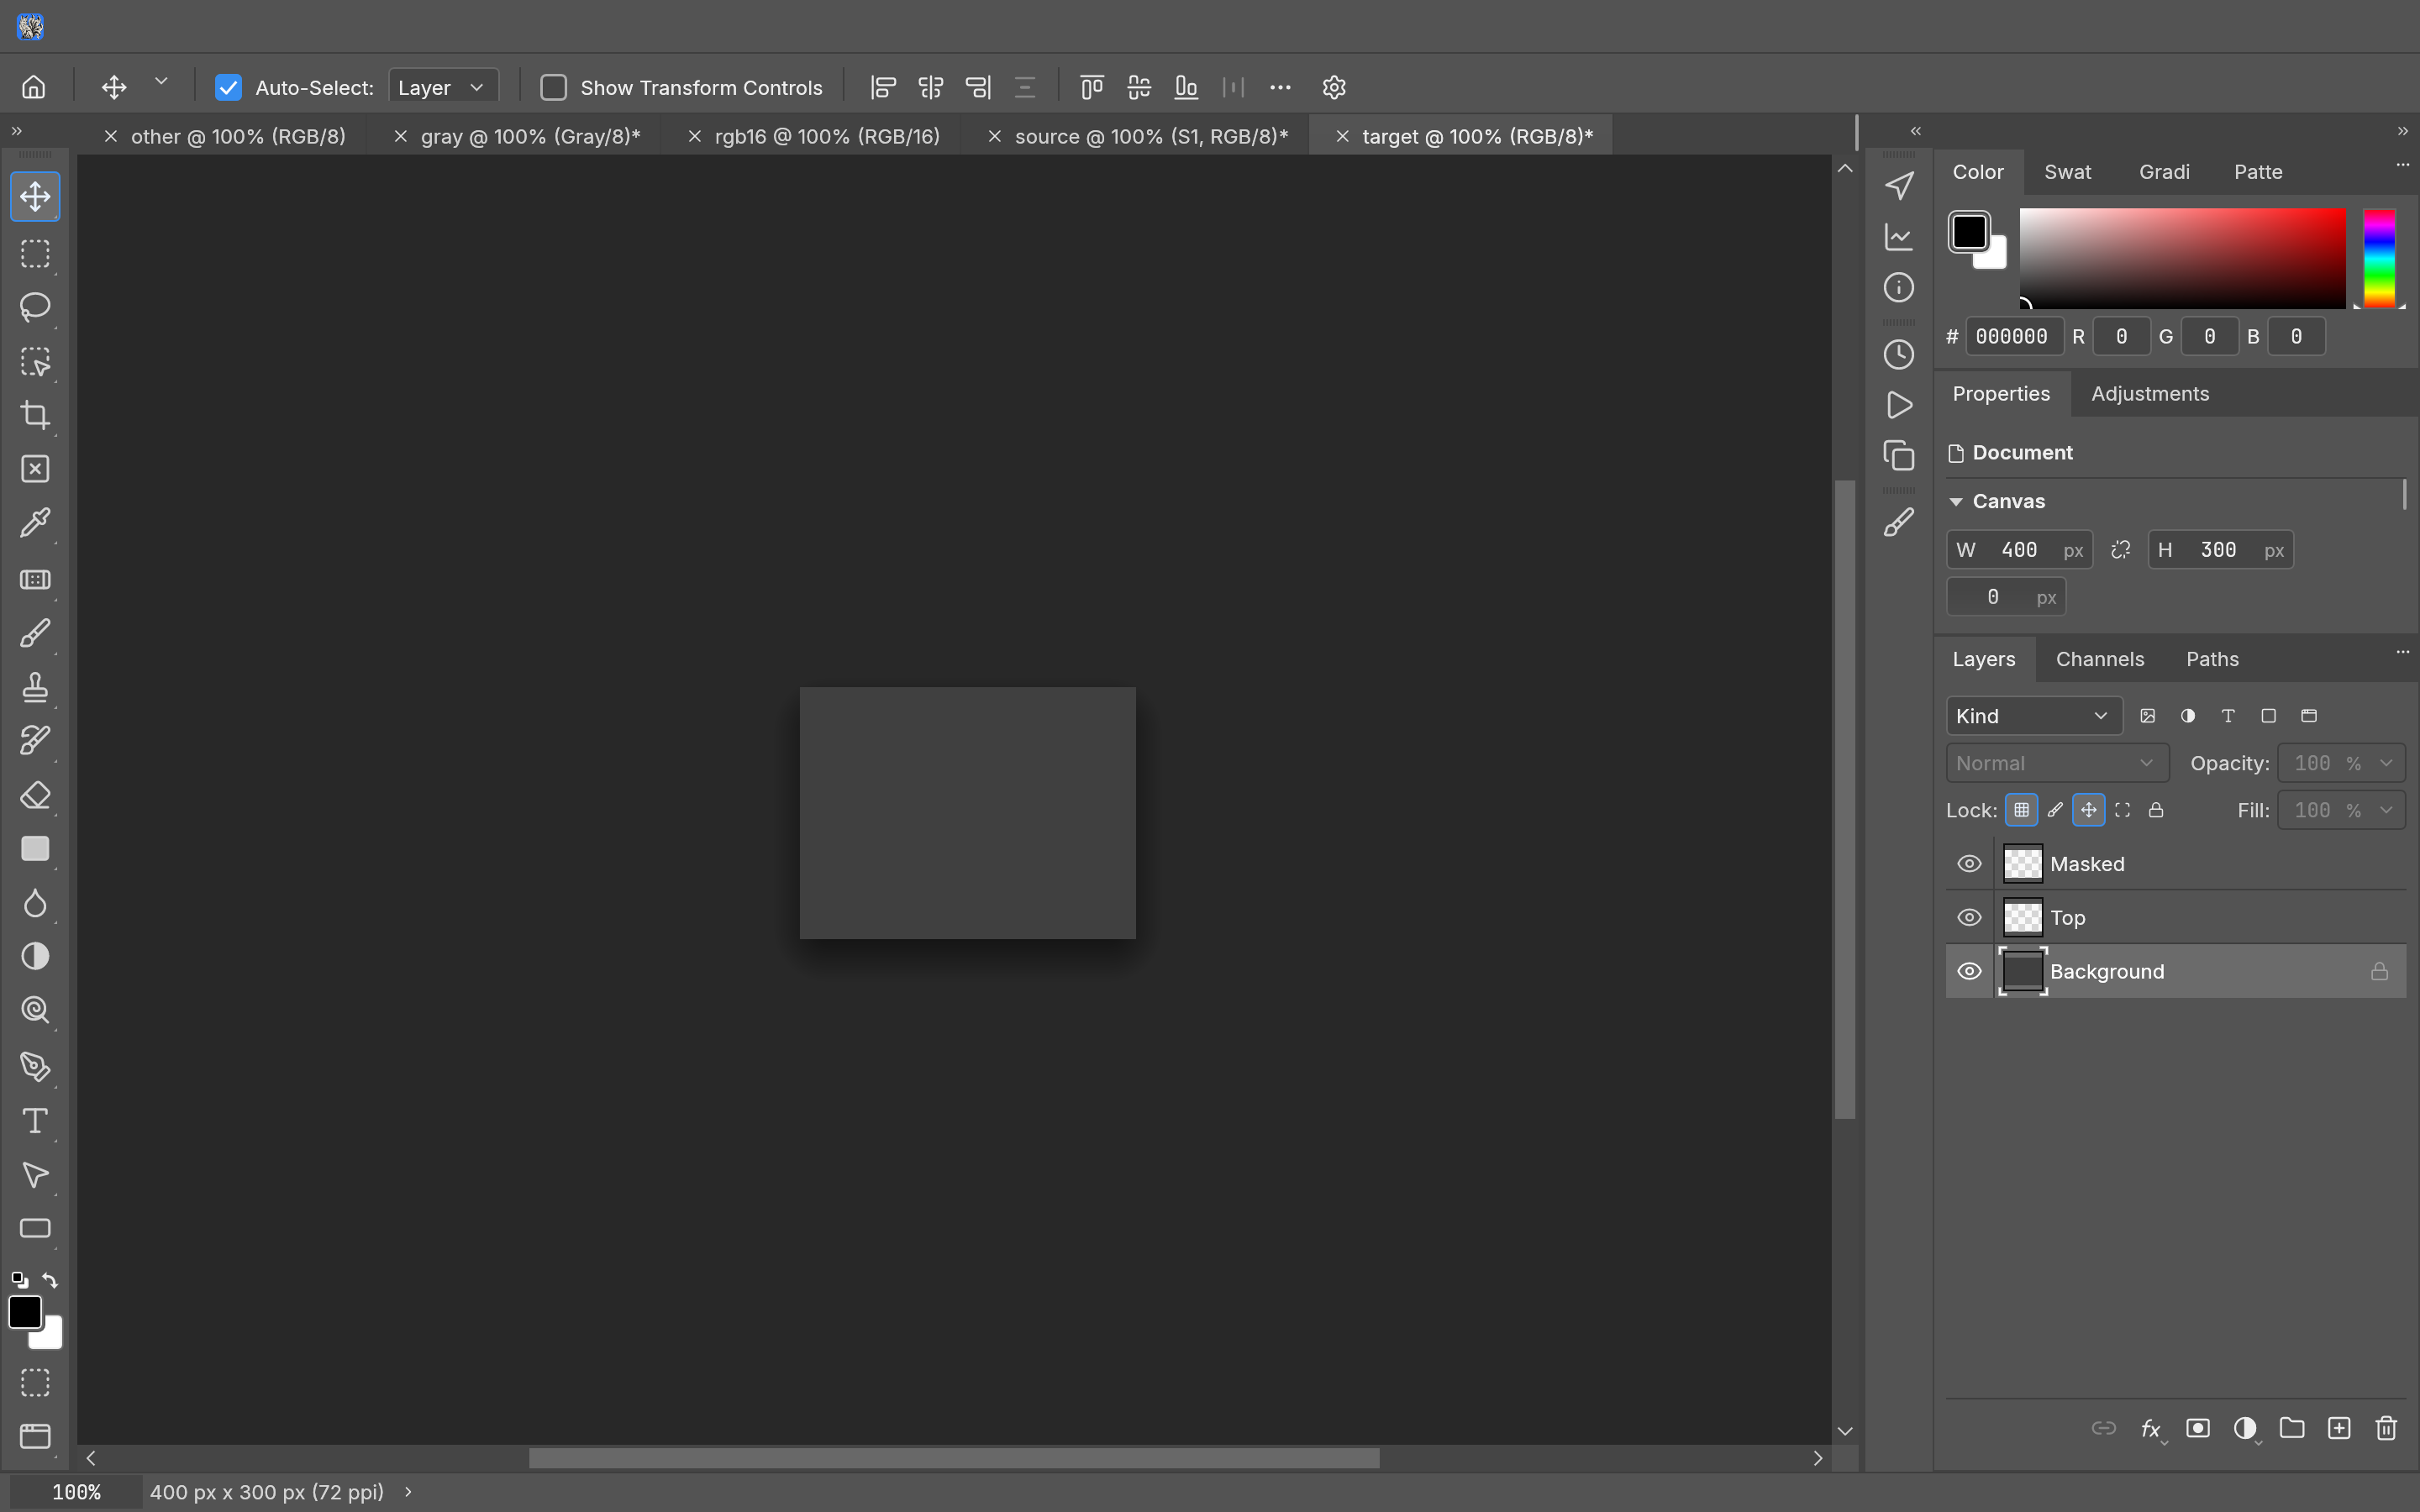 Auto-Select: Layer Show Transform Controls
other @ 100% (RGB/8) gray @ 100% (Gray/8)* rgb16 @ 100% (RGB/16) source @ 100% (S1, RGB/8)* target @ 100% (RGB/8)*
Color Swat Gradi Patte
# 000000 R 0 G 0 B 0
Properties Adjustments
Document
Canvas
W 400 px H 300 px
0 px
Layers Channels Paths
Kind
Normal Opacity: 100 %
Lock: Fill: 100 %
Masked
Top
Background
fx
100% 400 px x 300 px (72 ppi)